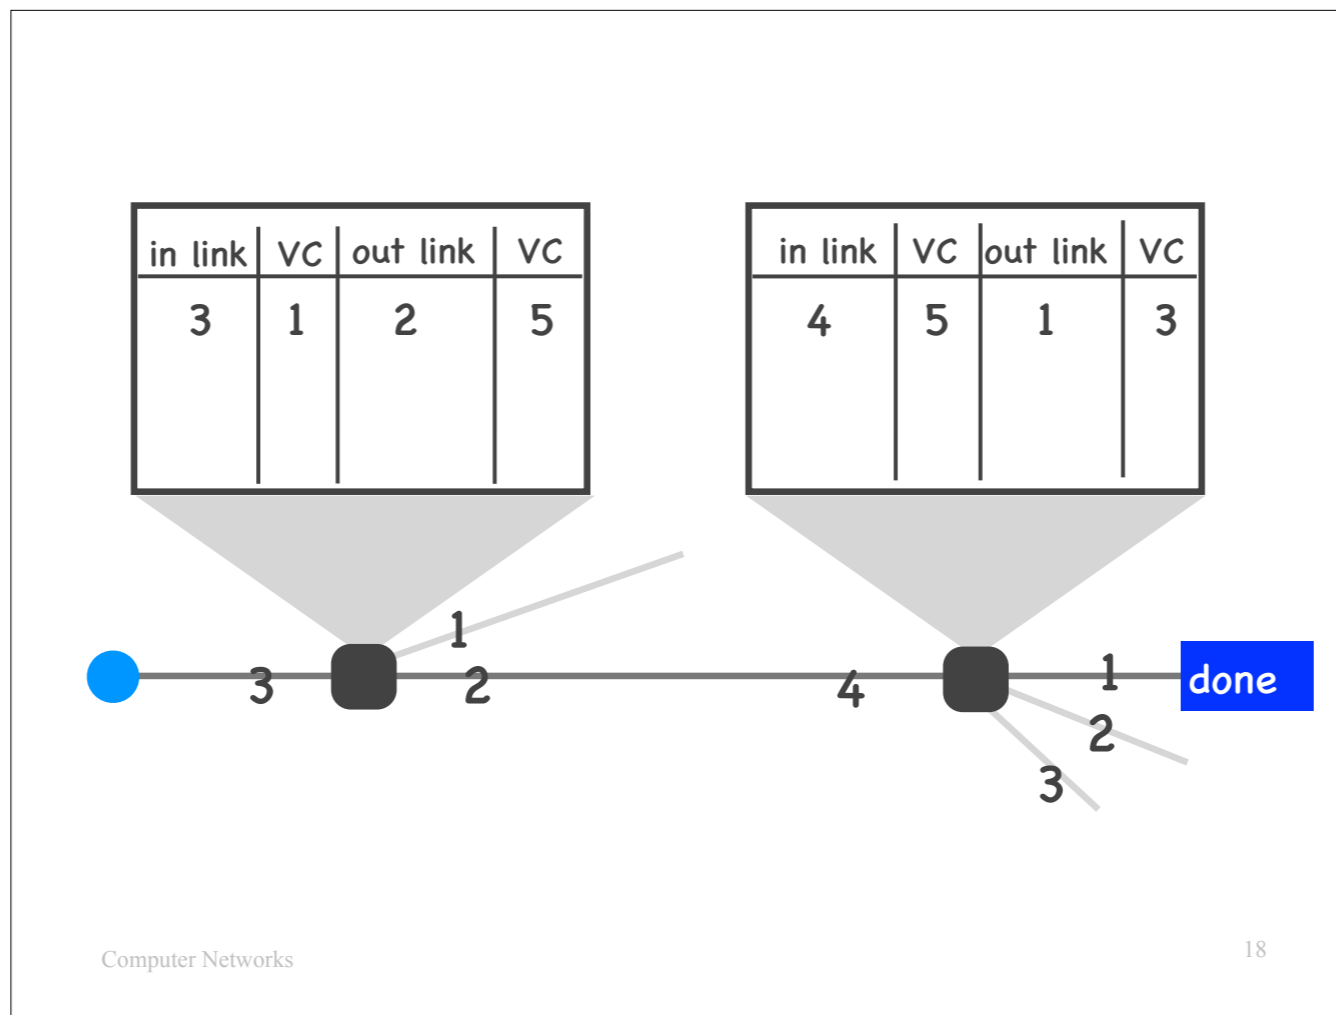 in link VC out link VC
3 1 2 5
in link VC out link VC
4 5 1 3
1
3 2 4 1 done
2
3
Computer Networks
18